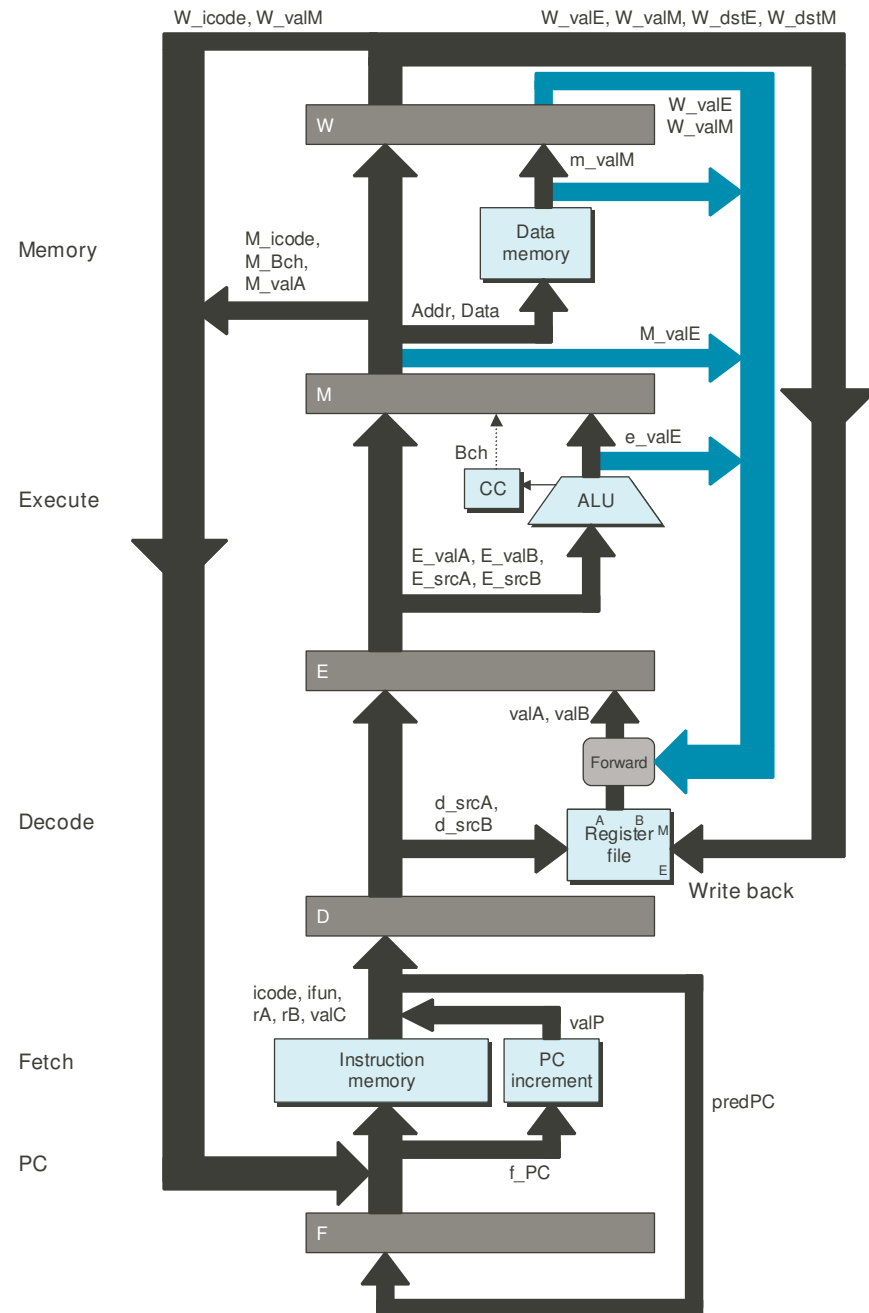 W_icode, W_valM
W_valE, W_valM, W_dstE, W_dstM
W_valE
W_valM
W
m_valM
Memory
Data
memory
M_icode,
M_Bch,
M_valA
Addr, Data
M_valE
M
e_valE
Bch
CC
ALU
Execute
E_valA, E_valB,
E_srcA, E_srcB
E
valA, valB
Forward
d_srcA,
d_srcB
Decode
A B
Register M
file
E
Write back
D
icode, ifun,
rA, rB, valC
valP
Fetch
Instruction
memory
PC
increment
predPC
PC
f_PC
F